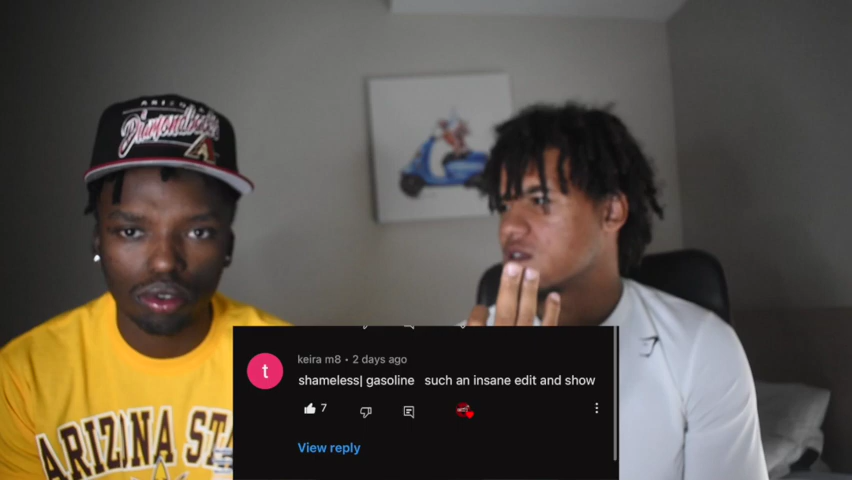 ARIZONA
Diamondbacks
A
ARIZONA ST
t
keira m8 • 2 days ago
shameless| gasoline such an insane edit and show
7
View reply